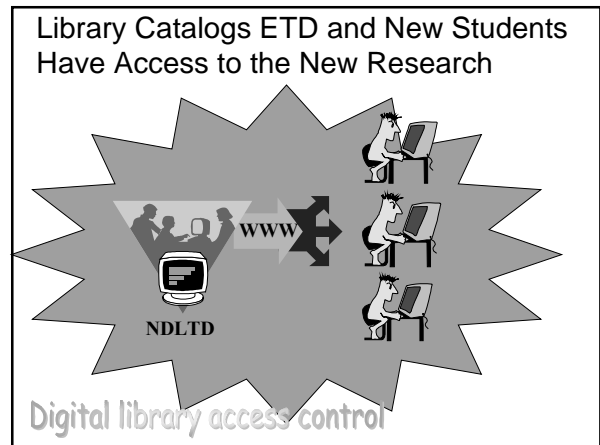 Library Catalogs ETD and New Students
Have Access to the New Research
WWW
NDLTD
Digital library access control